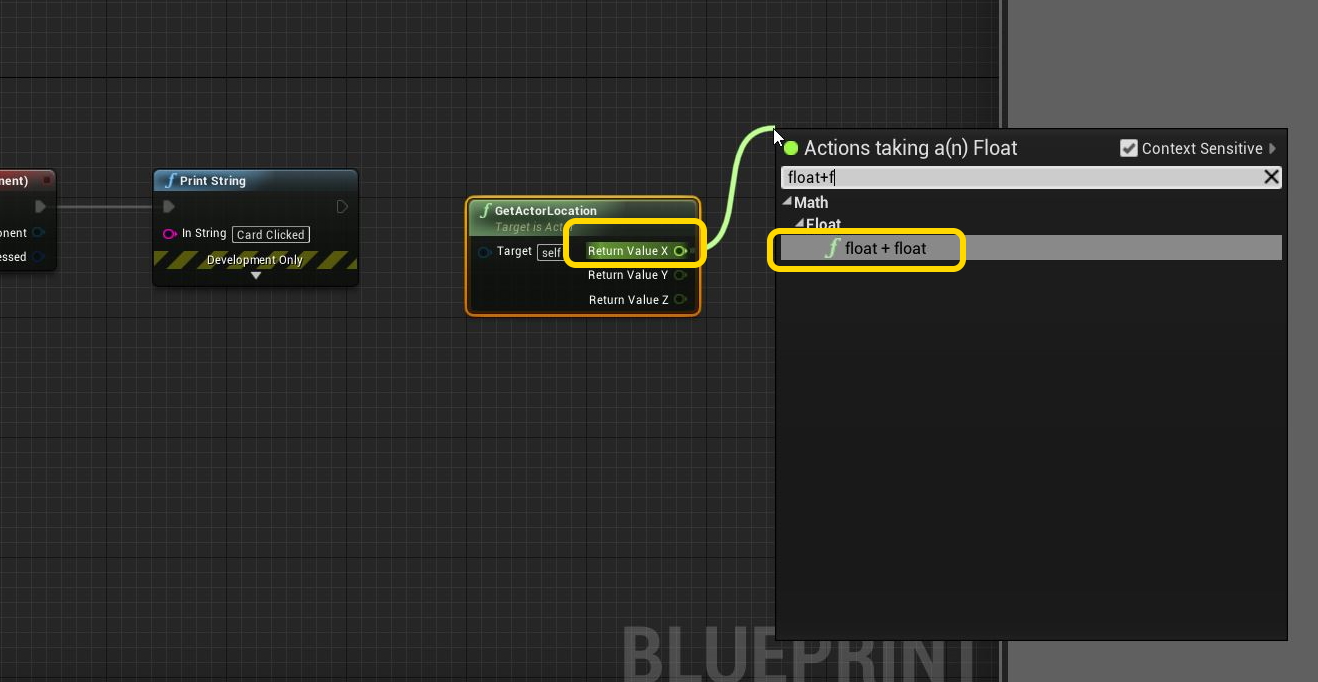 nent)
onent
essed
f Print String
In String Card Clicked
Development Only
f GetActorLocation
Target is Act
Target self
Return Value X
Return Value Y
Return Value Z
Actions taking a(n) Float
Context Sensitive
float+f
Math
Float
f float + float
BLUEPRINT